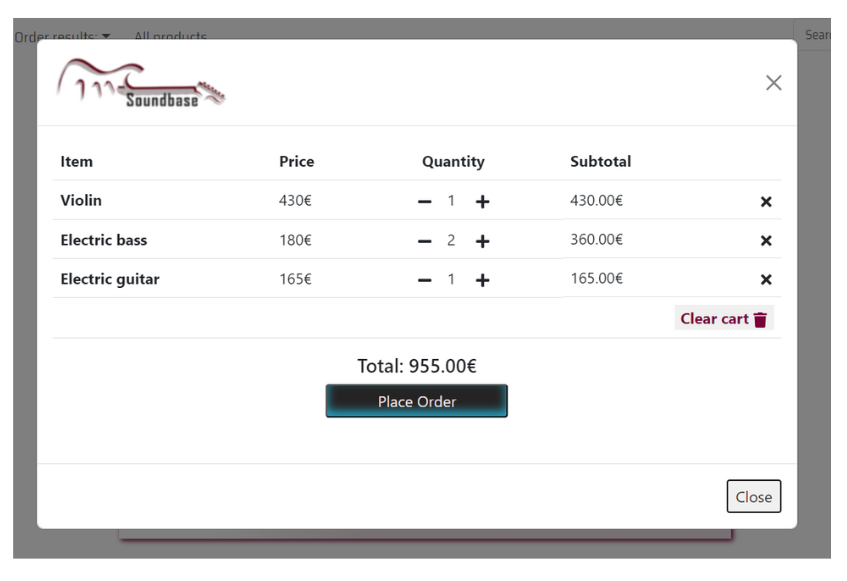 Order results: All products
Soundbase
Item Price Quantity Subtotal
Violin 430€ 1 430.00€
Electric bass 180€ 2 360.00€
Electric guitar 165€ 1 165.00€
Clear cart
Total: 955.00€
Place Order
Close